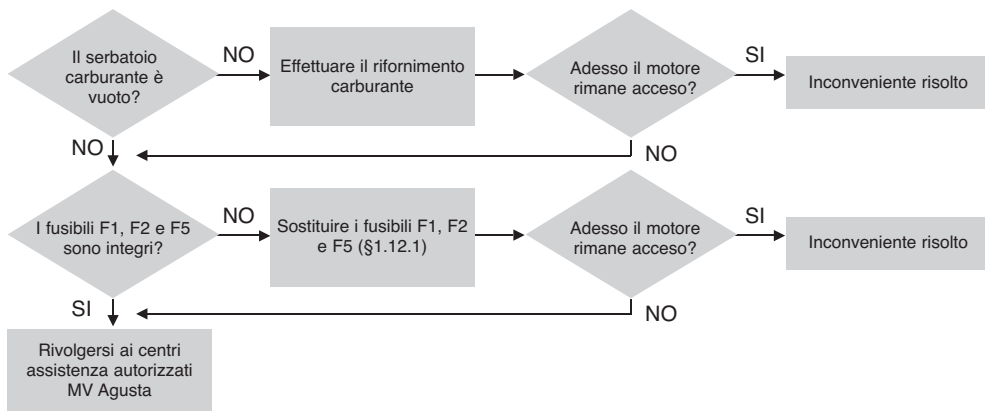 Il serbatoio
carburante è
vuoto?
NO
Effettuare il rifornimento
carburante
Adesso il motore
rimane acceso?
SI
Inconveniente risolto
NO
NO
I fusibili F1, F2 e F5
sono integri?
NO
Sostituire i fusibili F1, F2
e F5 (§1.12.1)
Adesso il motore
rimane acceso?
SI
Inconveniente risolto
SI
NO
Rivolgersi ai centri
assistenza autorizzati
MV Agusta